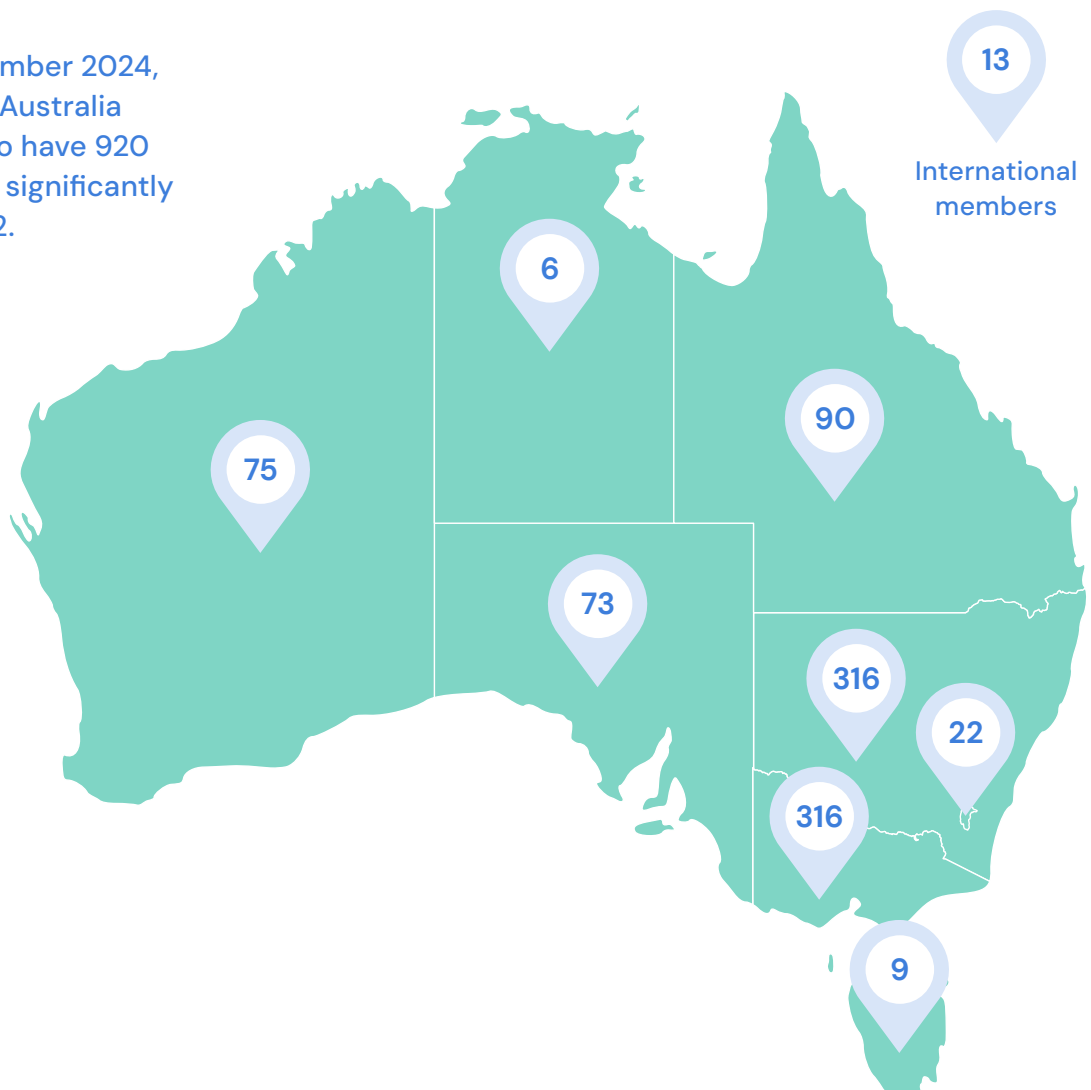 mber 2024,
Australia
o have 920
significantly
2.
13
International
members
6
90
75
73
316
22
316
9